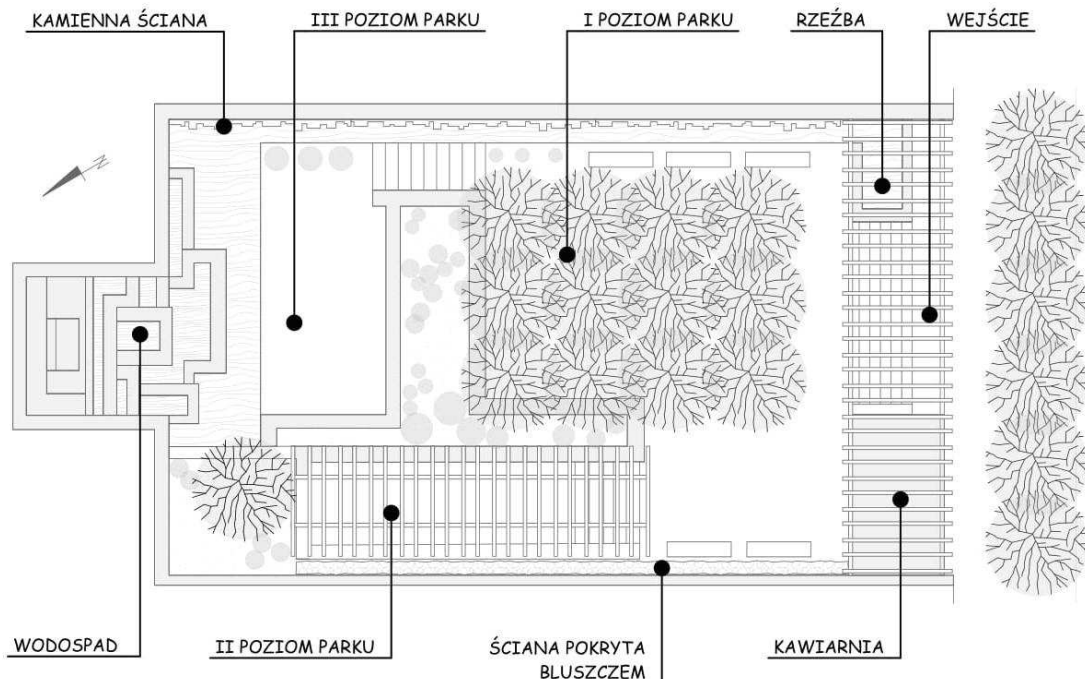 KAMIENNA ŚCIANA
III POZIOM PARKU
I POZIOM PARKU
RZEŹBA
WEJŚCIE
N
WODOSPAD
II POZIOM PARKU
ŚCIANA POKRYTA
BLUSZCZEM
KAWIARNIA